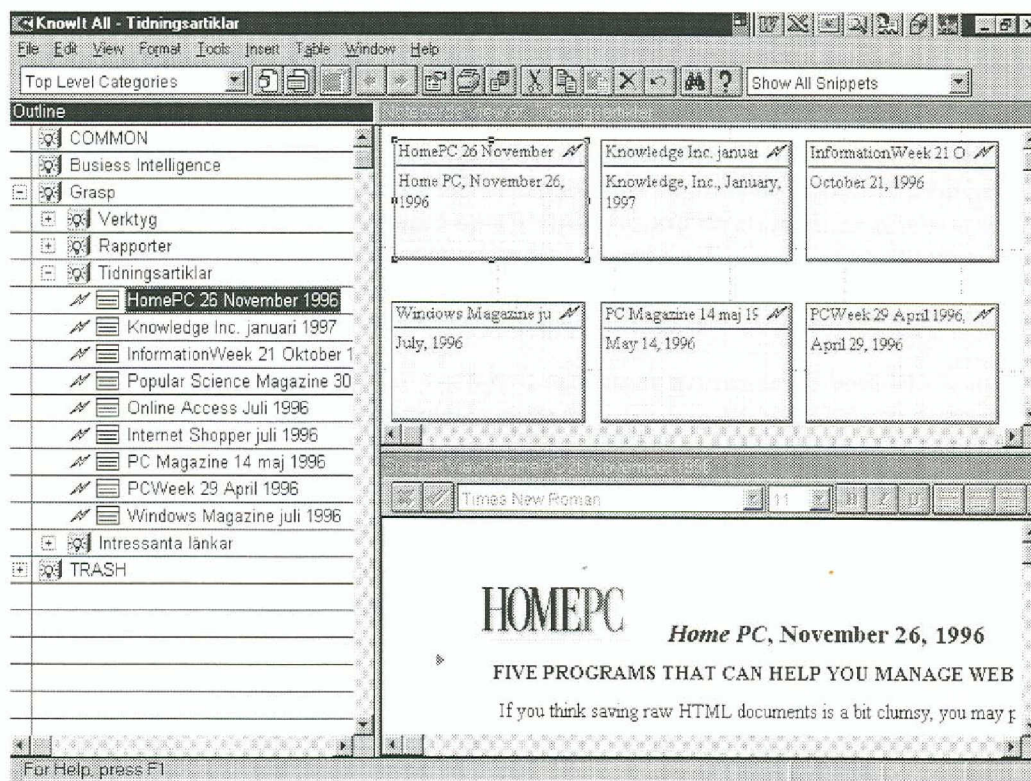 KnowIt All - Tidningsartiklar
File Edit View Format Tools Insert Table Window Help
Top Level Categories
Show All Snippets
Outline
COMMON
Busiess Intelligence
Grasp
Verktyg
Rapporter
Tidningsartiklar
HomePC 26 November 1996
Knowledge Inc. januari 1997
InformationWeek 21 Oktober 1
Popular Science Magazine 30
Online Access Juli 1996
Internet Shopper juli 1996
PC Magazine 14 maj 1996
PCWeek 29 April 1996
Windows Magazine juli 1996
Intressanta länkar
TRASH
HomePC 26 November
Home PC, November 26,
1996
Knowledge Inc. januar
Knowledge, Inc., January,
1997
InformationWeek 21 O
October 21, 1996
Windows Magazine ju
July, 1996
PC Magazine 14 maj 19
May 14, 1996
PCWeek 29 April 1996,
April 29, 1996
Snippet View: HomePC 26 November 1996
Times New Roman
11
HOMEPC
Home PC, November 26, 1996
FIVE PROGRAMS THAT CAN HELP YOU MANAGE WEB
If you think saving raw HTML documents is a bit clumsy, you may
For Help, press F1